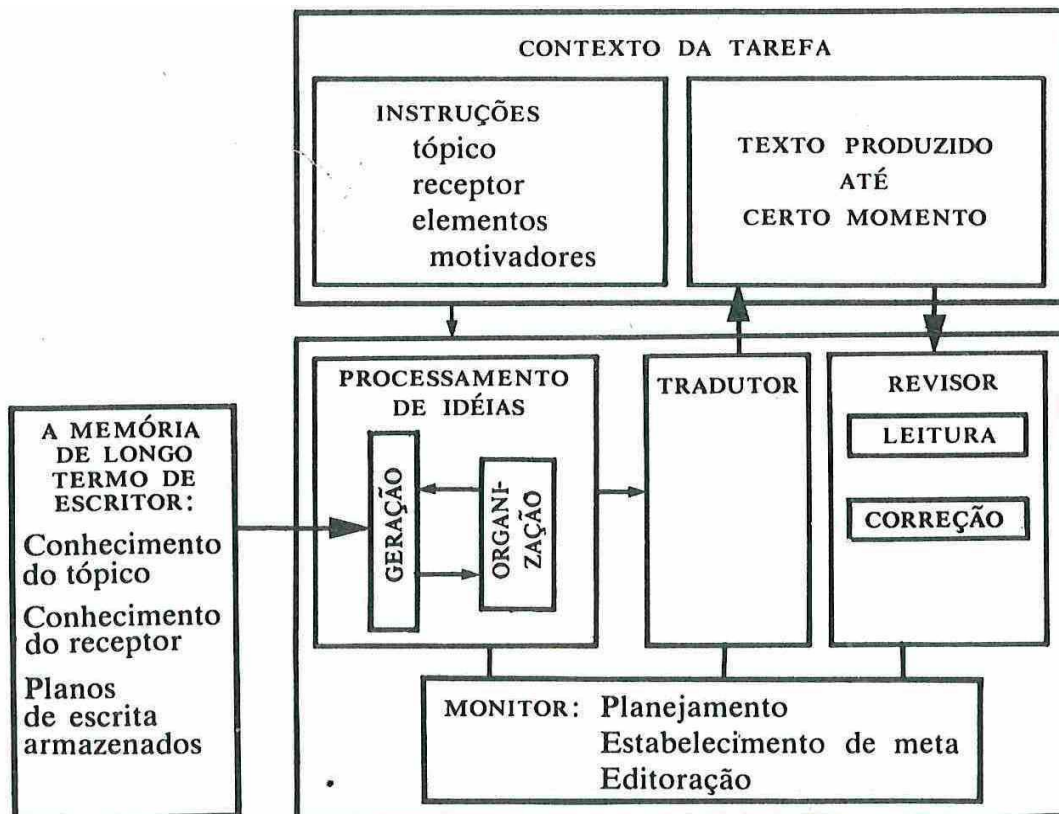 CONTEXTO DA TAREFA
INSTRUÇÕES
tópico
receptor
elementos
motivadores
TEXTO PRODUZIDO
ATÉ
CERTO MOMENTO
A MEMÓRIA
DE LONGO
TERMO DE
ESCRITOR:
Conhecimento
do tópico
Conhecimento
do receptor
Planos
de escrita
armazenados
PROCESSAMENTO
DE IDÉIAS
GERAÇÃO
ORGANI-
ZAÇÃO
TRADUTOR
REVISOR
LEITURA
CORREÇÃO
MONITOR: Planejamento
Estabelecimento de meta
Editoração